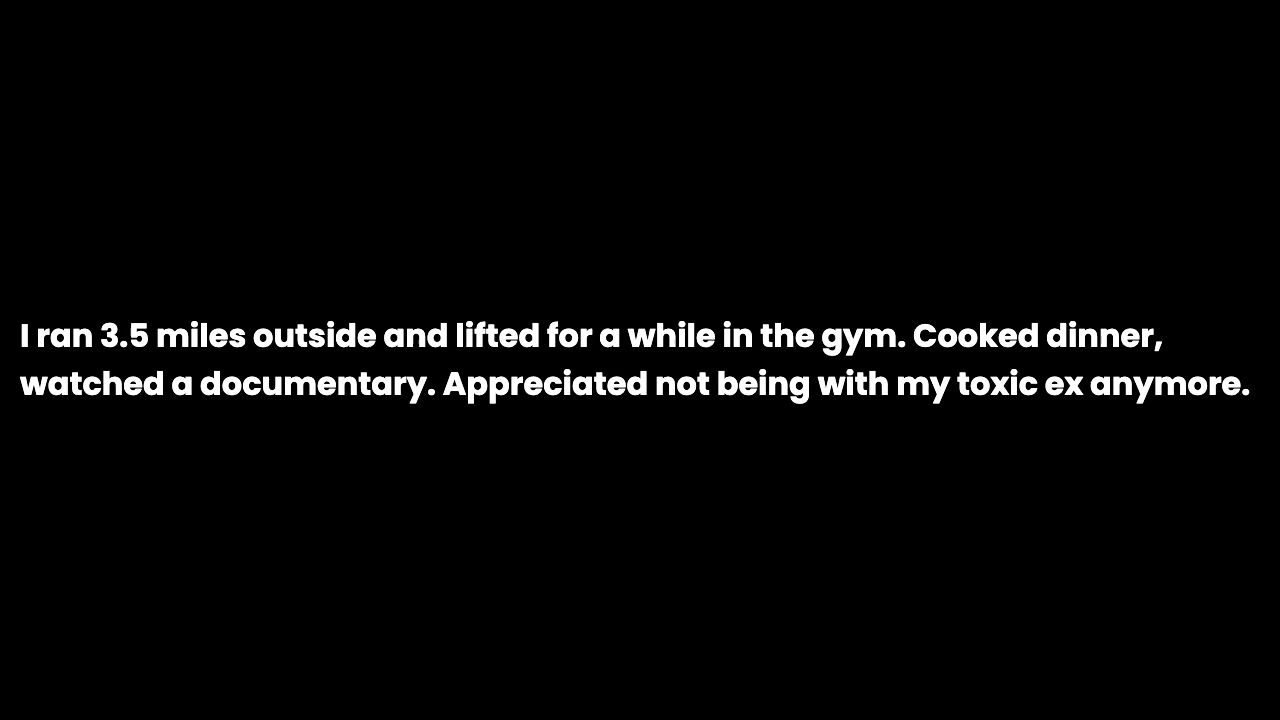 I ran 3.5 miles outside and lifted for a while in the gym. Cooked dinner,
watched a documentary. Appreciated not being with my toxic ex anymore.